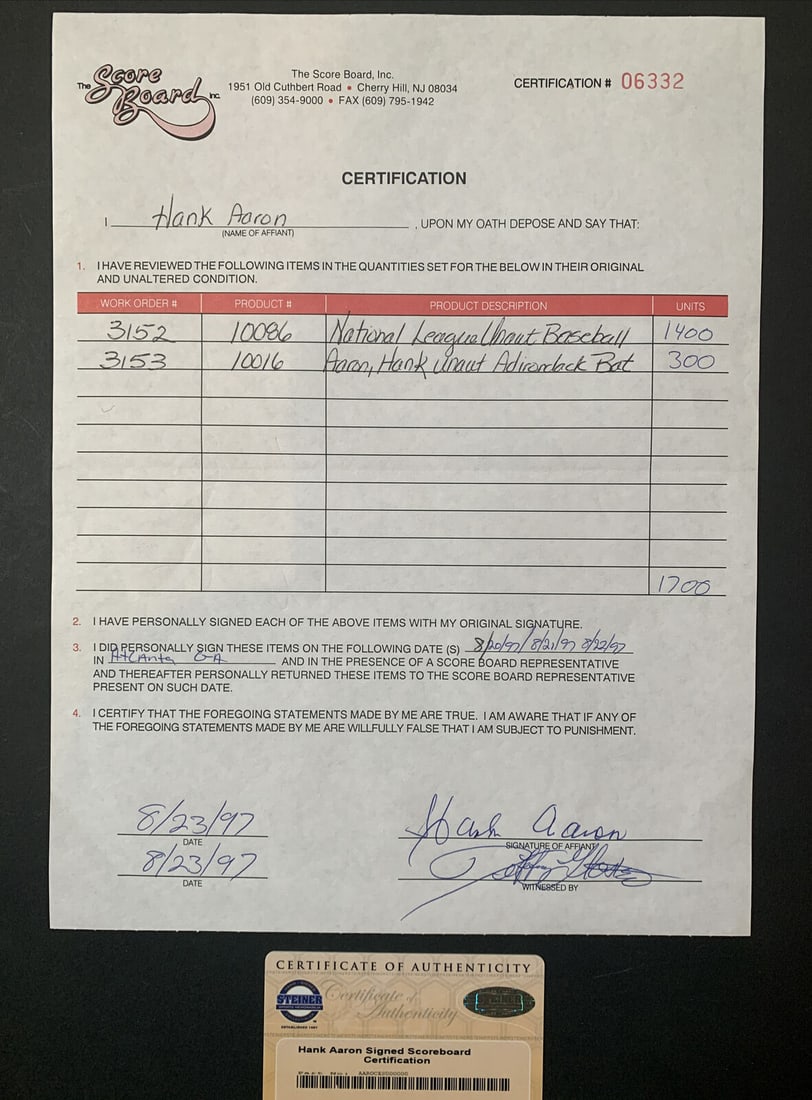 The Score Board, Inc.
The Score Board Inc.
1951 Old Cuthbert Road • Cherry Hill, NJ 08034
(609) 354-9000 • FAX (609) 795-1942
CERTIFICATION # 06332
CERTIFICATION
I Hank Aaron , UPON MY OATH DEPOSE AND SAY THAT:
(NAME OF AFFIANT)
1. I HAVE REVIEWED THE FOLLOWING ITEMS IN THE QUANTITIES SET FOR THE BELOW IN THEIR ORIGINAL
AND UNALTERED CONDITION.
WORK ORDER # PRODUCT # PRODUCT DESCRIPTION UNITS
3152 10086 National League Unaut Baseball 1400
3153 10016 Aaron, Hank Unaut Adirondack Bat 300
1700
2. I HAVE PERSONALLY SIGNED EACH OF THE ABOVE ITEMS WITH MY ORIGINAL SIGNATURE.
3. I DID PERSONALLY SIGN THESE ITEMS ON THE FOLLOWING DATE (S) 8/20/97 / 8/21/97 8/22/97
IN Atlanta GA AND IN THE PRESENCE OF A SCORE BOARD REPRESENTATIVE
AND THEREAFTER PERSONALLY RETURNED THESE ITEMS TO THE SCORE BOARD REPRESENTATIVE
PRESENT ON SUCH DATE.
4. I CERTIFY THAT THE FOREGOING STATEMENTS MADE BY ME ARE TRUE. I AM AWARE THAT IF ANY OF
THE FOREGOING STATEMENTS MADE BY ME ARE WILLFULLY FALSE THAT I AM SUBJECT TO PUNISHMENT.
8/23/97 Hank Aaron
DATE SIGNATURE OF AFFIANT
8/23/97
DATE WITNESSED BY
CERTIFICATE OF AUTHENTICITY
STEINER
Certificate of
Authenticity
STEINER
Hank Aaron Signed Scoreboard
Certification